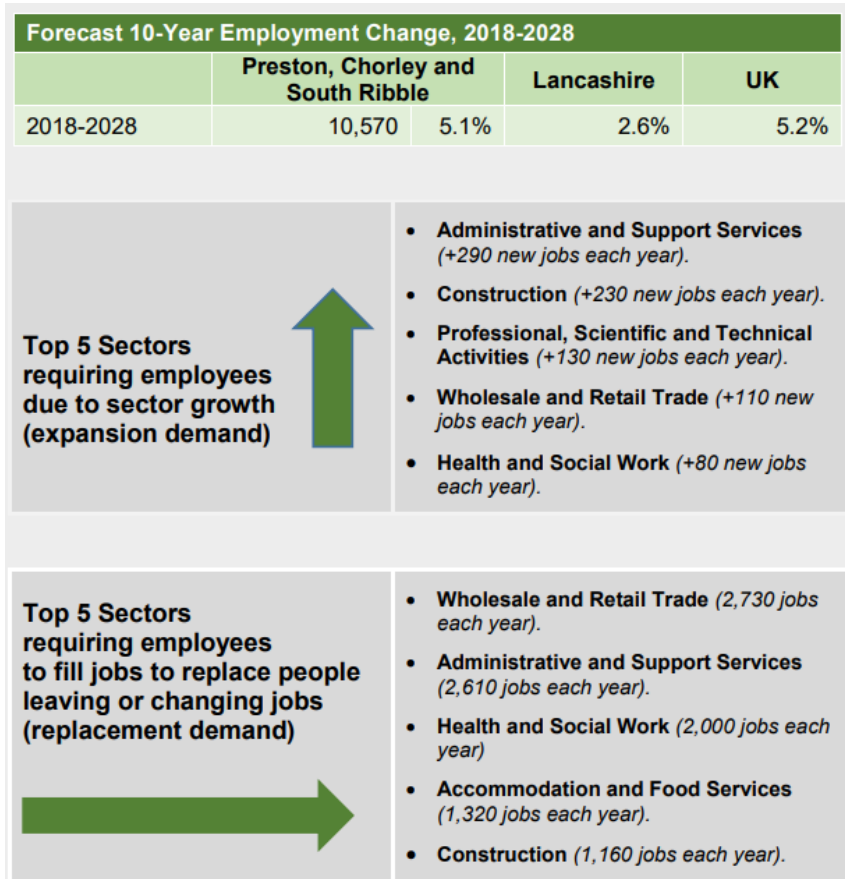 Forecast 10-Year Employment Change, 2018-2028
Preston, Chorley and
South Ribble
Lancashire
UK
2018-2028
10,570
5.1%
2.6%
5.2%
Top 5 Sectors
requiring employees
due to sector growth
(expansion demand)
• Administrative and Support Services
(+290 new jobs each year).
• Construction (+230 new jobs each year).
• Professional, Scientific and Technical
Activities (+130 new jobs each year).
• Wholesale and Retail Trade (+110 new
jobs each year).
• Health and Social Work (+80 new jobs
each year).
Top 5 Sectors
requiring employees
to fill jobs to replace people
leaving or changing jobs
(replacement demand)
• Wholesale and Retail Trade (2,730 jobs
each year).
• Administrative and Support Services
(2,610 jobs each year).
• Health and Social Work (2,000 jobs each
year)
• Accommodation and Food Services
(1,320 jobs each year).
• Construction (1,160 jobs each year).